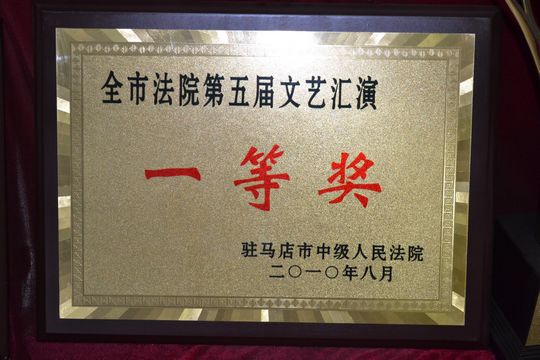 全市法院第五届文艺汇演
一等奖
驻马店市中级人民法院
二〇一〇年八月